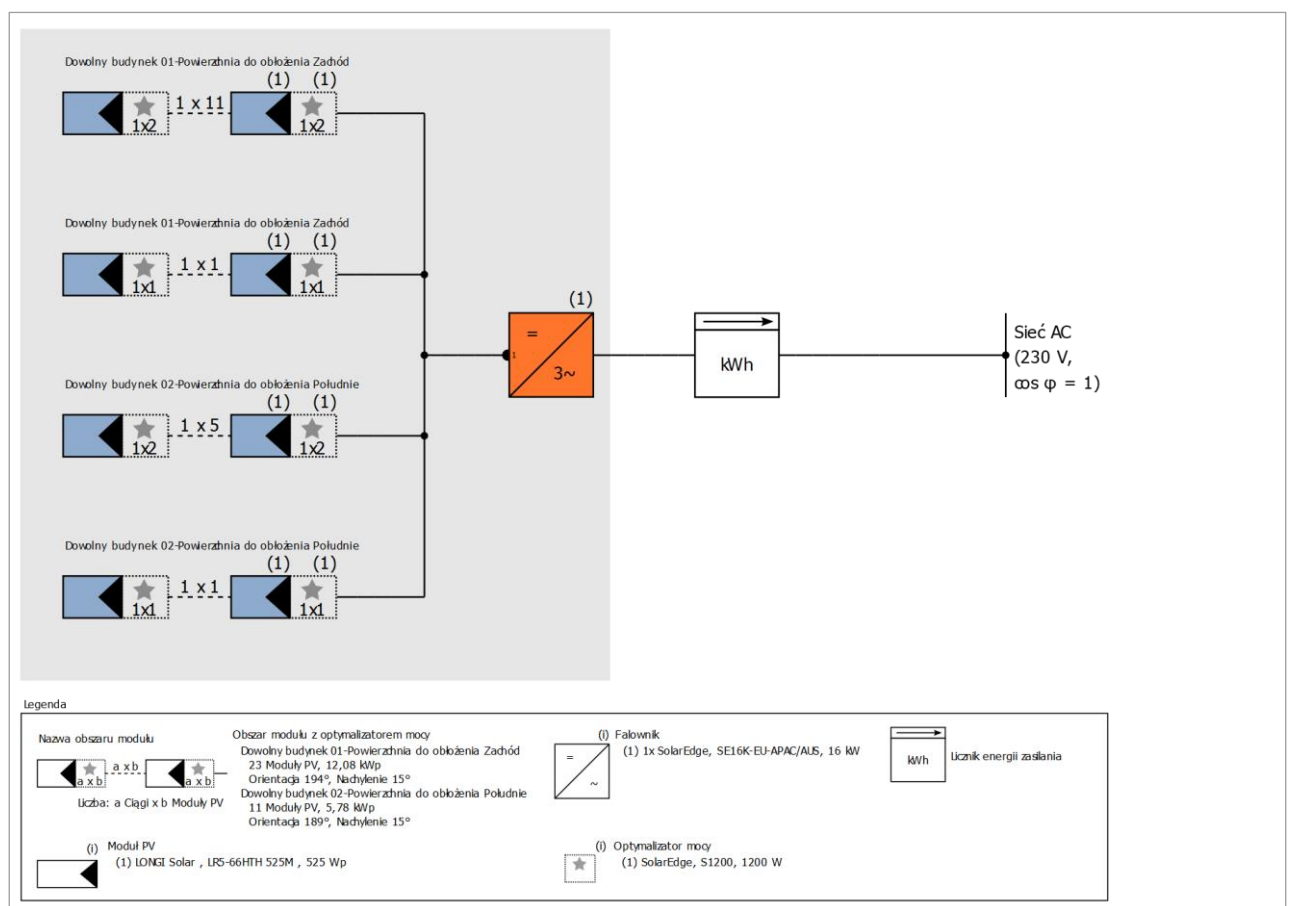 Dowolny budynek 01-Powierzchnia do obłożenia Zachód
(1) (1)
1 x 11
1x2 1x2
Dowolny budynek 01-Powierzchnia do obłożenia Zachód
(1) (1)
1 x 1
1x1 1x1
(1)
=
1
3~
kWh
Sieć AC
(230 V,
cos φ = 1)
Dowolny budynek 02-Powierzchnia do obłożenia Południe
(1) (1)
1 x 5
1x2 1x2
Dowolny budynek 02-Powierzchnia do obłożenia Południe
(1) (1)
1 x 1
1x1 1x1
Legenda
Nazwa obszaru modułu
a x b
a x b a x b
Liczba: a Ciągi x b Moduły PV
Obszar modułu z optymalizatorem mocy
Dowolny budynek 01-Powierzchnia do obłożenia Zachód
23 Moduły PV, 12,08 kWp
Orientacja 194°, Nachylenie 15°
Dowolny budynek 02-Powierzchnia do obłożenia Południe
11 Moduły PV, 5,78 kWp
Orientacja 189°, Nachylenie 15°
(i) Falownik
(1) 1x SolarEdge, SE16K-EU-APAC/AUS, 16 kW
=
~
kWh
Licznik energii zasilania
(i) Moduł PV
(1) LONGI Solar , LR5-66HTH 525M , 525 Wp
(i) Optymalizator mocy
(1) SolarEdge, S1200, 1200 W